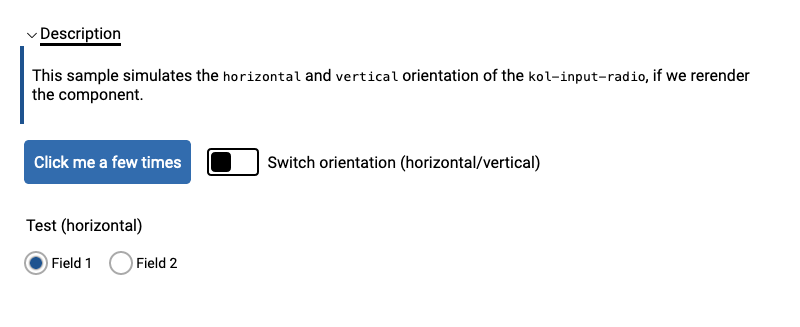 Description
This sample simulates the horizontal and vertical orientation of the kol-input-radio, if we rerender
the component.
Click me a few times
Switch orientation (horizontal/vertical)
Test (horizontal)
Field 1
Field 2